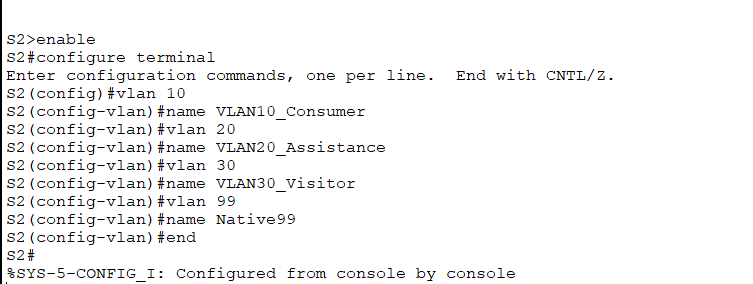 S2>enable
S2#configure terminal
Enter configuration commands, one per line.  End with CNTL/Z.
S2(config)#vlan 10
S2(config-vlan)#name VLAN10_Consumer
S2(config-vlan)#vlan 20
S2(config-vlan)#name VLAN20_Assistance
S2(config-vlan)#vlan 30
S2(config-vlan)#name VLAN30_Visitor
S2(config-vlan)#vlan 99
S2(config-vlan)#name Native99
S2(config-vlan)#end
S2#
%SYS-5-CONFIG_I: Configured from console by console